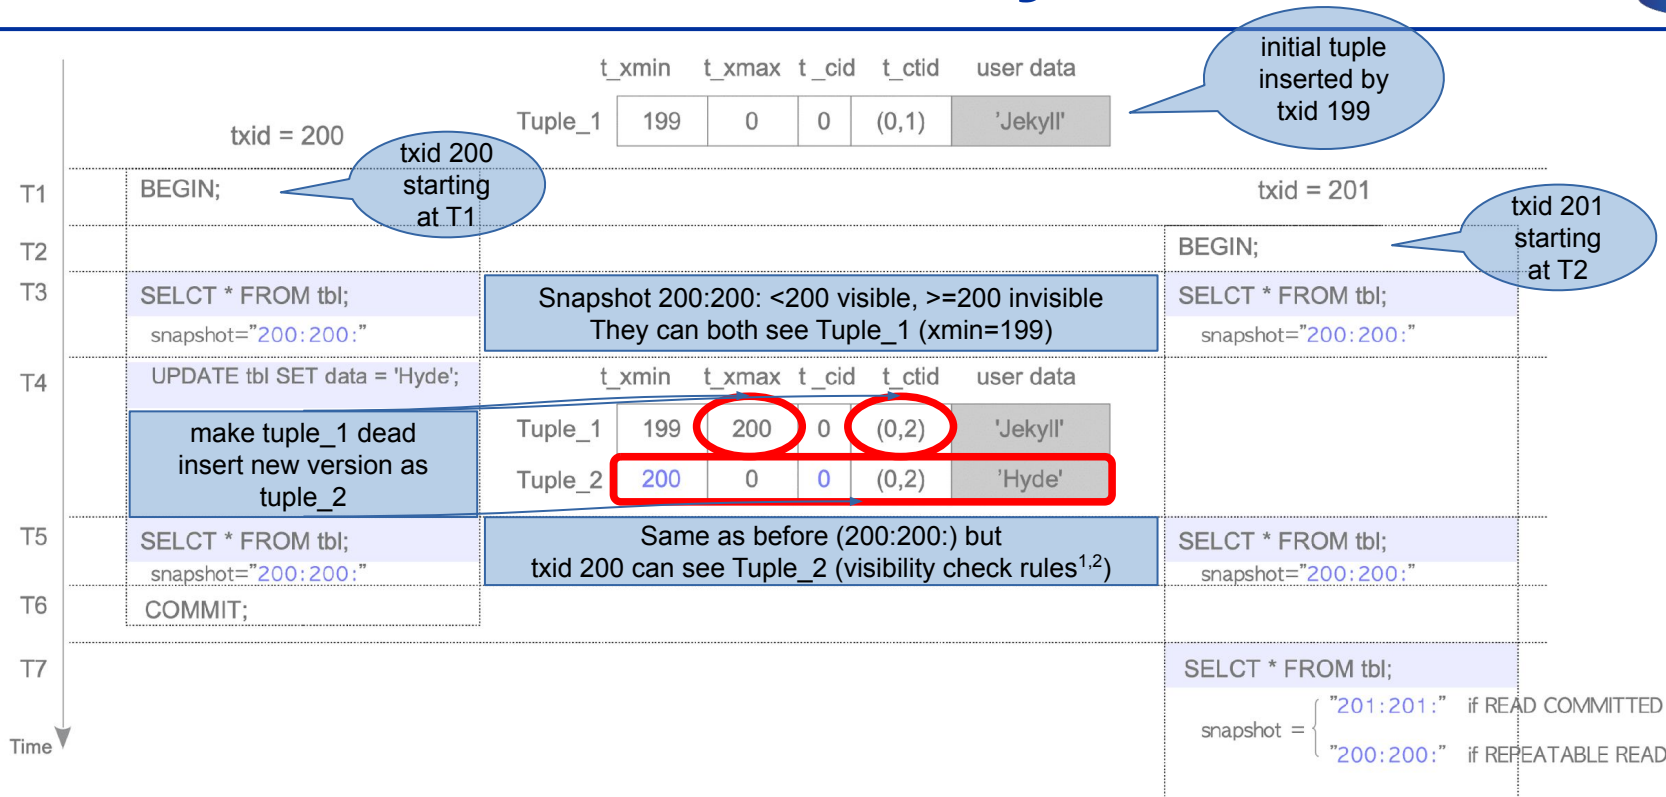 initial tuple
inserted by
txid 199
t_xmin t_xmax t_cid t_ctid user data
Tuple_1 199 0 0 (0,1) 'Jekyll'
txid = 200
txid 200
starting
at T1
T1 BEGIN;
txid = 201
txid 201
starting
at T2
T2 BEGIN;
T3 SELCT * FROM tbl;
snapshot="200:200:"
Snapshot 200:200: <200 visible, >=200 invisible
They can both see Tuple_1 (xmin=199)
SELCT * FROM tbl;
snapshot="200:200:"
T4 UPDATE tbl SET data = 'Hyde';
make tuple_1 dead
insert new version as
tuple_2
t_xmin t_xmax t_cid t_ctid user data
Tuple_1 199 200 0 (0,2) 'Jekyll'
Tuple_2 200 0 0 (0,2) 'Hyde'
T5 SELCT * FROM tbl;
snapshot="200:200:"
Same as before (200:200:) but
txid 200 can see Tuple_2 (visibility check rules1,2)
SELCT * FROM tbl;
snapshot="200:200:"
T6 COMMIT;
T7 SELCT * FROM tbl;
snapshot =
"201:201:" if READ COMMITTED
"200:200:" if REPEATABLE READ
Time